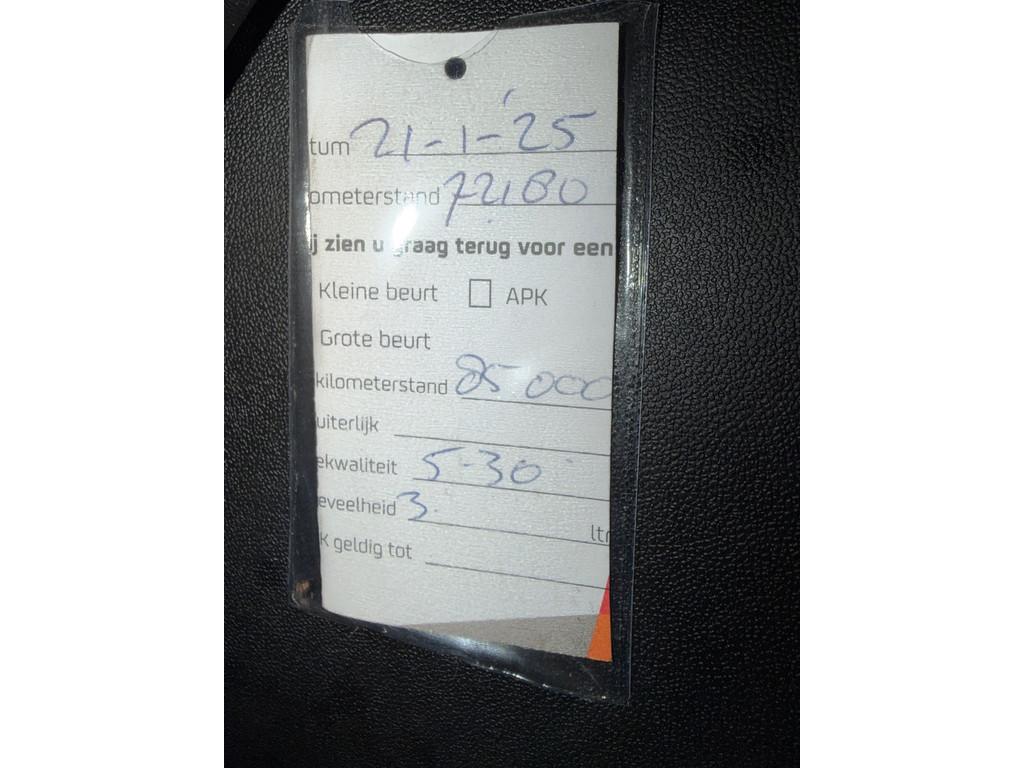 tum 21-1-'25
ometerstand 72180
ij zien u graag terug voor een
Kleine beurt APK
Grote beurt
kilometerstand 85000
uiterlijk
ekwaliteit 5-30
eveelheid 3.
ltr
K geldig tot